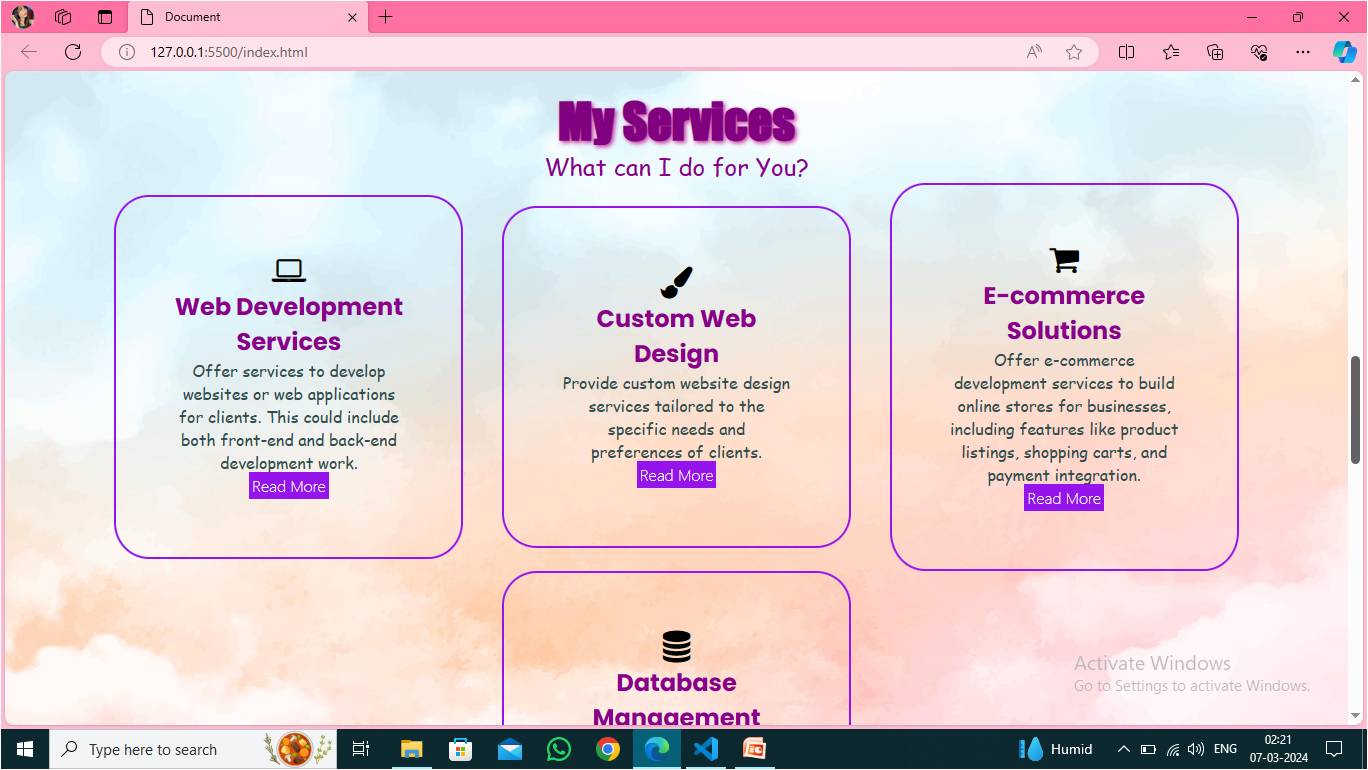 Document
127.0.0.1:5500/index.html
My Services
What can I do for You?
Web Development
Services
Offer services to develop
websites or web applications
for clients. This could include
both front-end and back-end
development work.
Read More
Custom Web
Design
Provide custom website design
services tailored to the
specific needs and
preferences of clients.
Read More
E-commerce
Solutions
Offer e-commerce
development services to build
online stores for businesses,
including features like product
listings, shopping carts, and
payment integration.
Read More
Database
Management
Activate Windows
Go to Settings to activate Windows.
Type here to search
Humid
ENG
02:21
07-03-2024